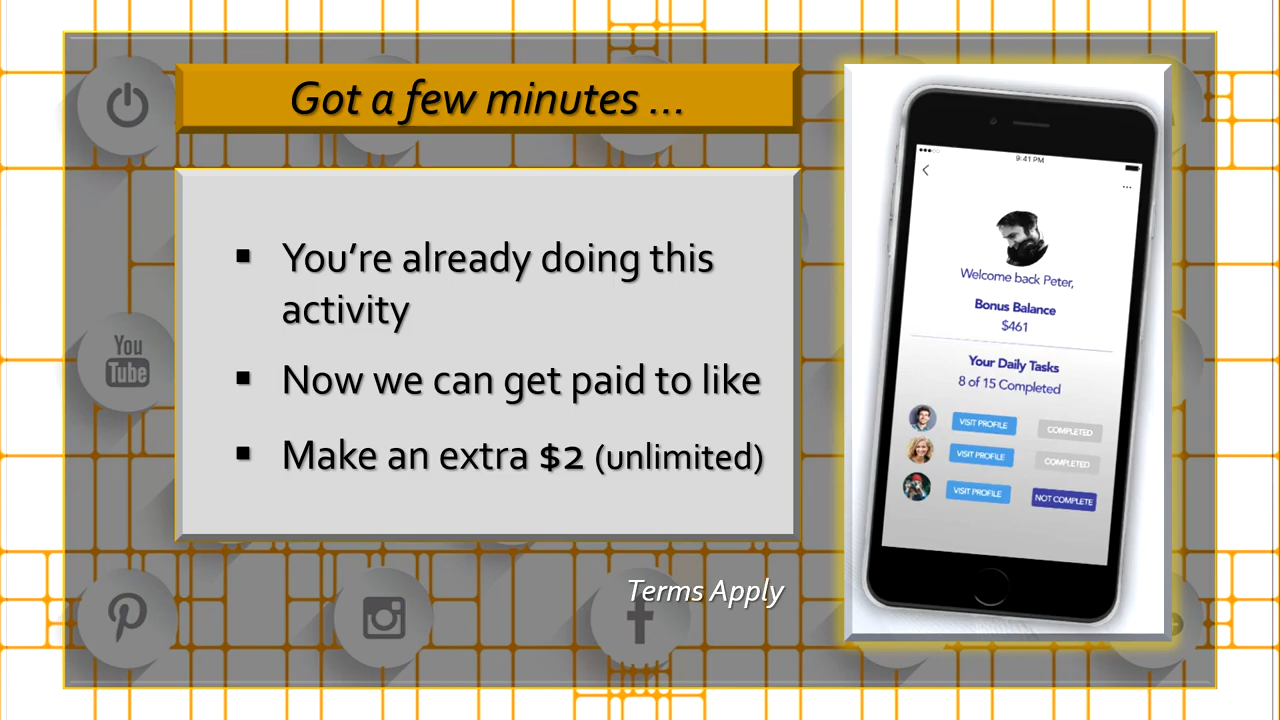 Got a few minutes ...
▪ You’re already doing this
activity
▪ Now we can get paid to like
▪ Make an extra $2 (unlimited)
Terms Apply
You
Tube
9:41 PM
Welcome back Peter,
Bonus Balance
$461
Your Daily Tasks
8 of 15 Completed
VISIT PROFILE COMPLETED
VISIT PROFILE COMPLETED
VISIT PROFILE NOT COMPLETE